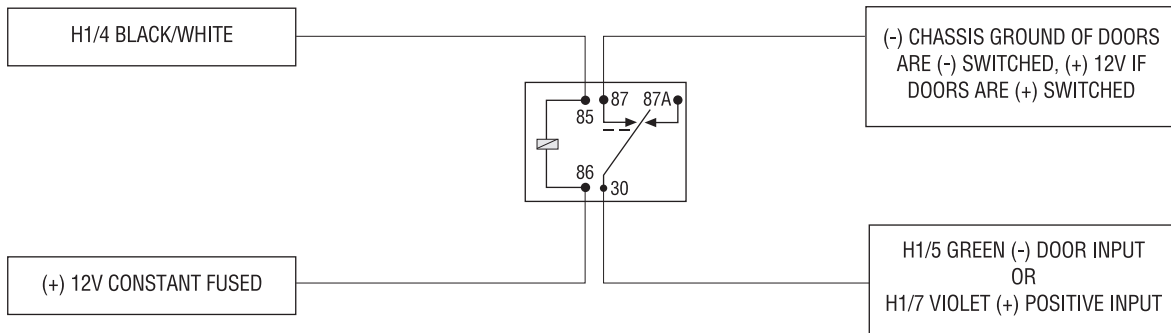 H1/4 BLACK/WHITE
(-) CHASSIS GROUND OF DOORS
ARE (-) SWITCHED, (+) 12V IF
DOORS ARE (+) SWITCHED
87 87A
85
86
30
(+) 12V CONSTANT FUSED
H1/5 GREEN (-) DOOR INPUT
OR
H1/7 VIOLET (+) POSITIVE INPUT